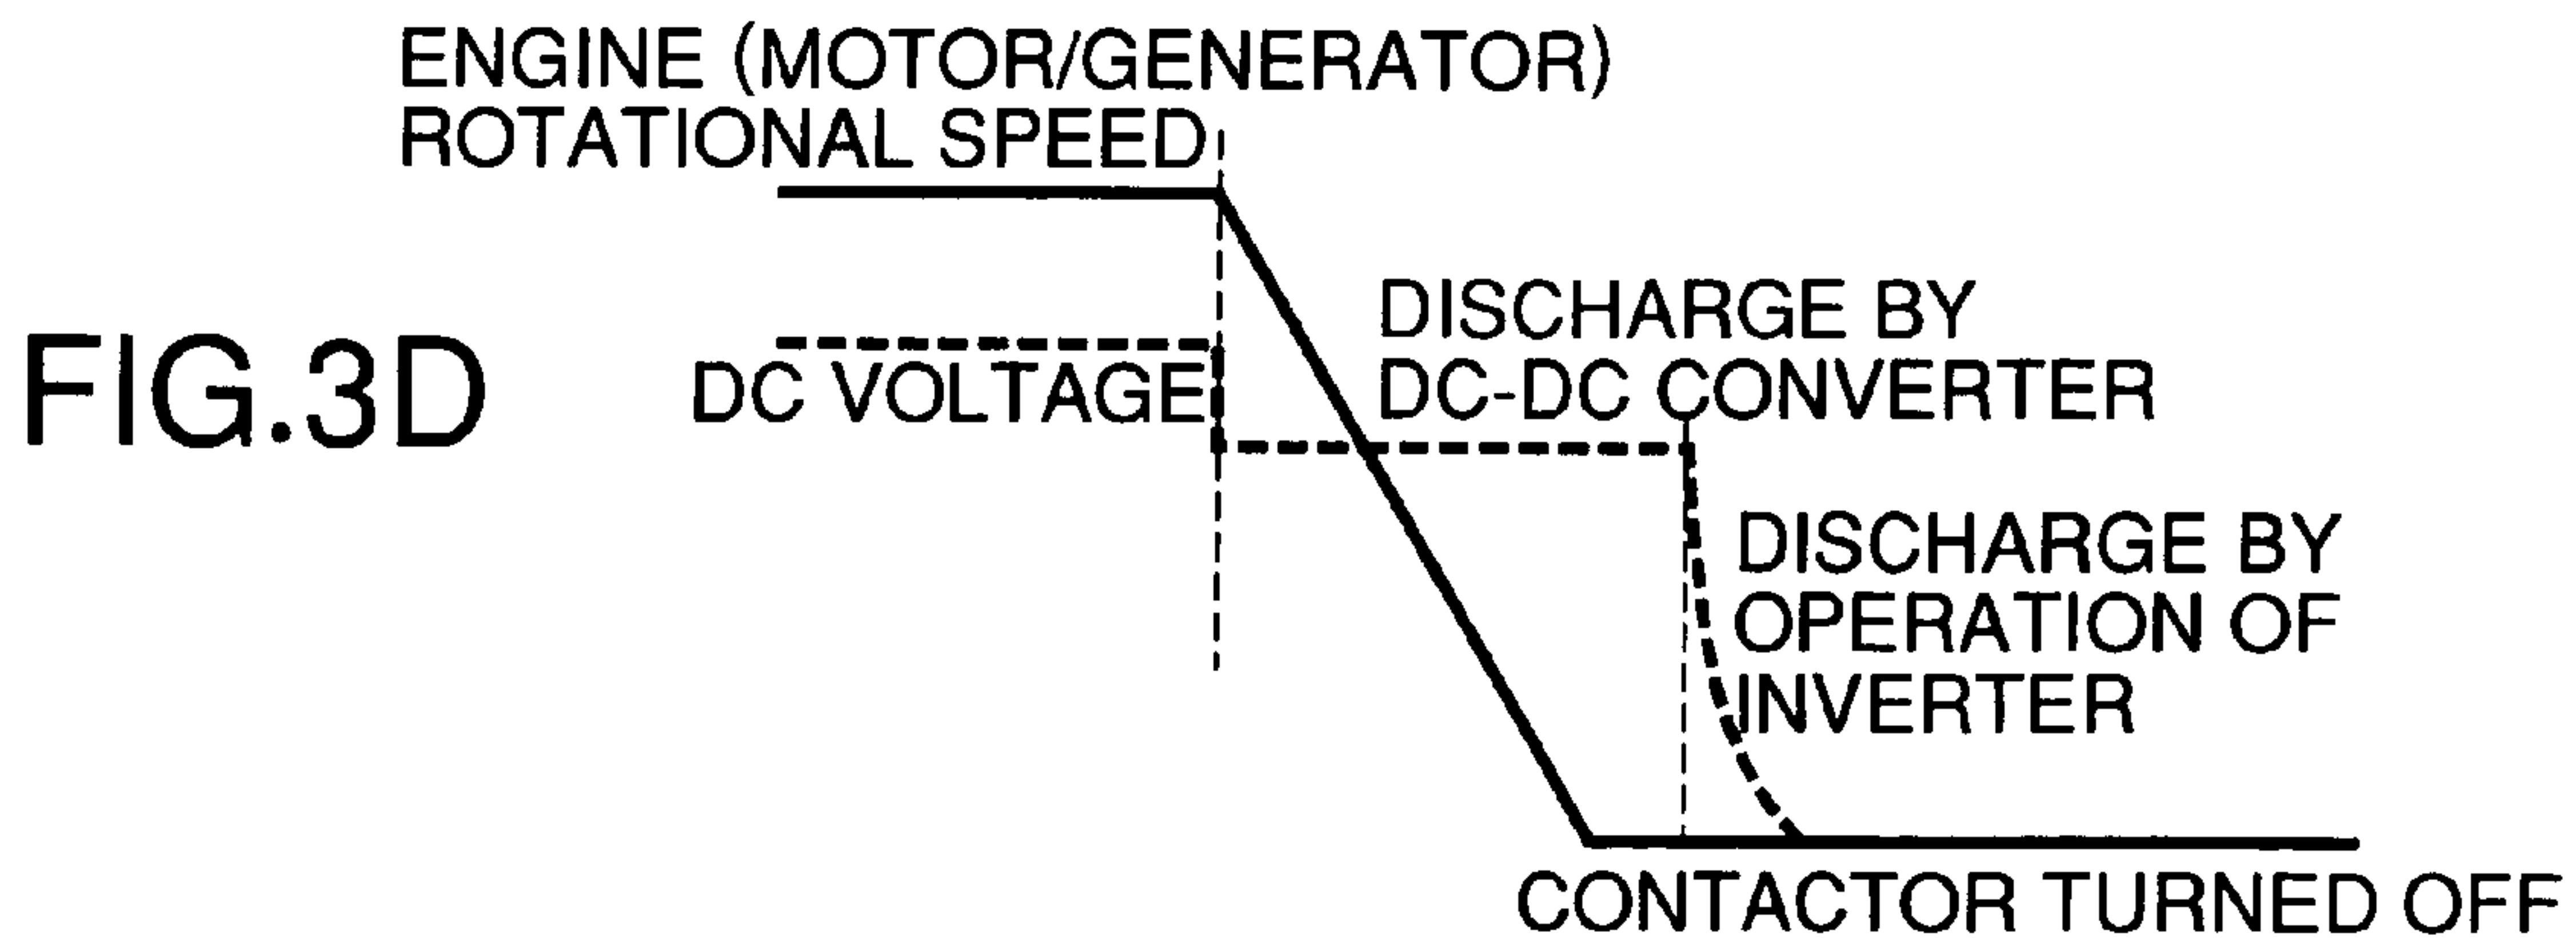 ENGINE (MOTOR/GENERATOR)
ROTATIONAL SPEED
FIG.3D
DC VOLTAGE
DISCHARGE BY
DC-DC CONVERTER
DISCHARGE BY
OPERATION OF
INVERTER
CONTACTOR TURNED OFF